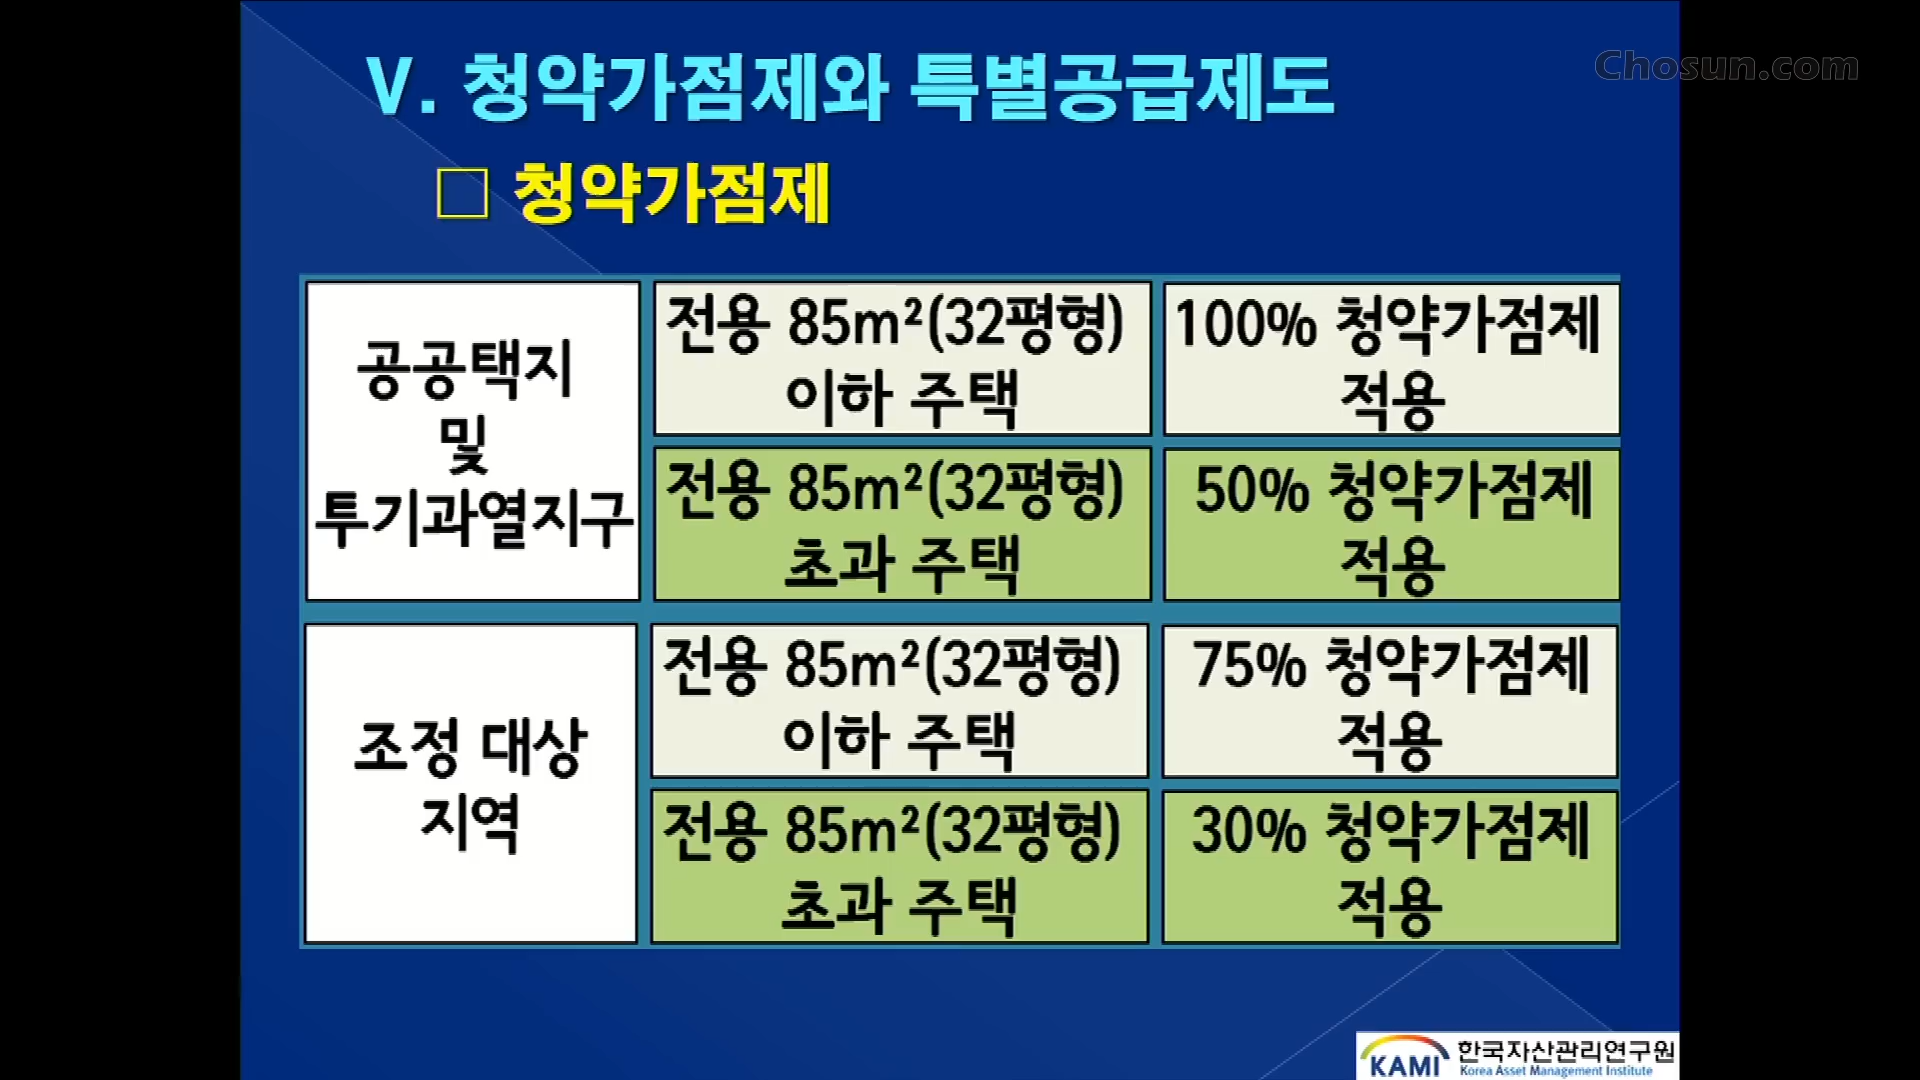 Chosun.com
V. 청약가점제와 특별공급제도
□ 청약가점제
공공택지
및
투기과열지구
전용 85m²(32평형)
이하 주택
100% 청약가점제
적용
전용 85m²(32평형)
초과 주택
50% 청약가점제
적용
조정 대상
지역
전용 85m²(32평형)
이하 주택
75% 청약가점제
적용
전용 85m²(32평형)
초과 주택
30% 청약가점제
적용
KAMI 한국자산관리연구원
Korea Asset Management Institute